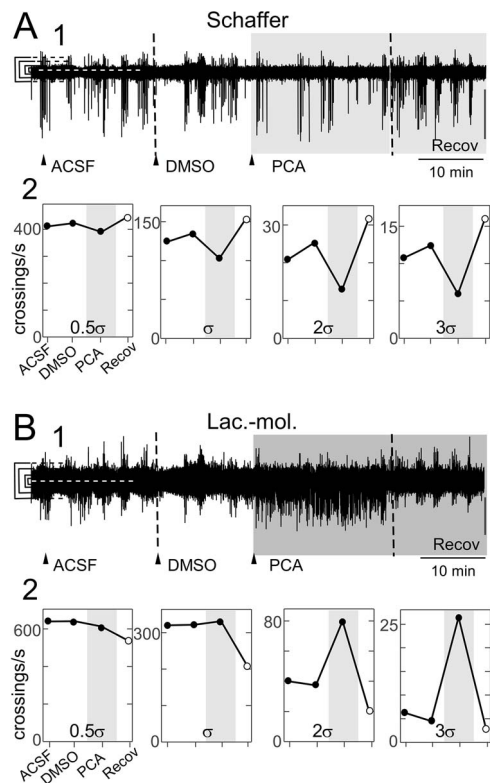 A
Schaffer
1
ACSF
DMSO
PCA
Recov
10 min
2
crossings/s
400
0
150
0
30
0
15
0
0.5σ
σ
2σ
3σ
ACSF
DMSO
PCA
Recov
B
Lac.-mol.
1
ACSF
DMSO
PCA
Recov
10 min
2
crossings/s
600
0
300
0
80
0
25
0
0.5σ
σ
2σ
3σ
ACSF
DMSO
PCA
Recov